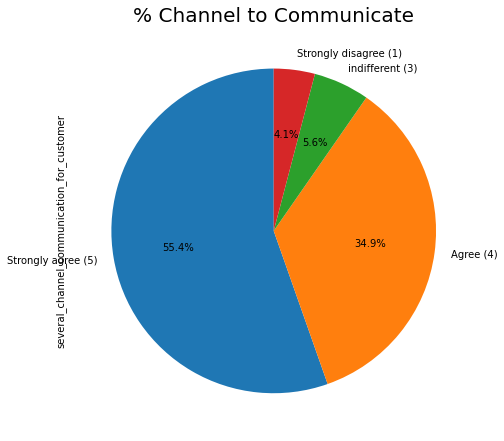 % Channel to Communicate
Strongly disagree (1)
indifferent (3)
4.1%
5.6%
several_channel_communication_for_customer
55.4%
34.9%
Agree (4)
Strongly agree (5)